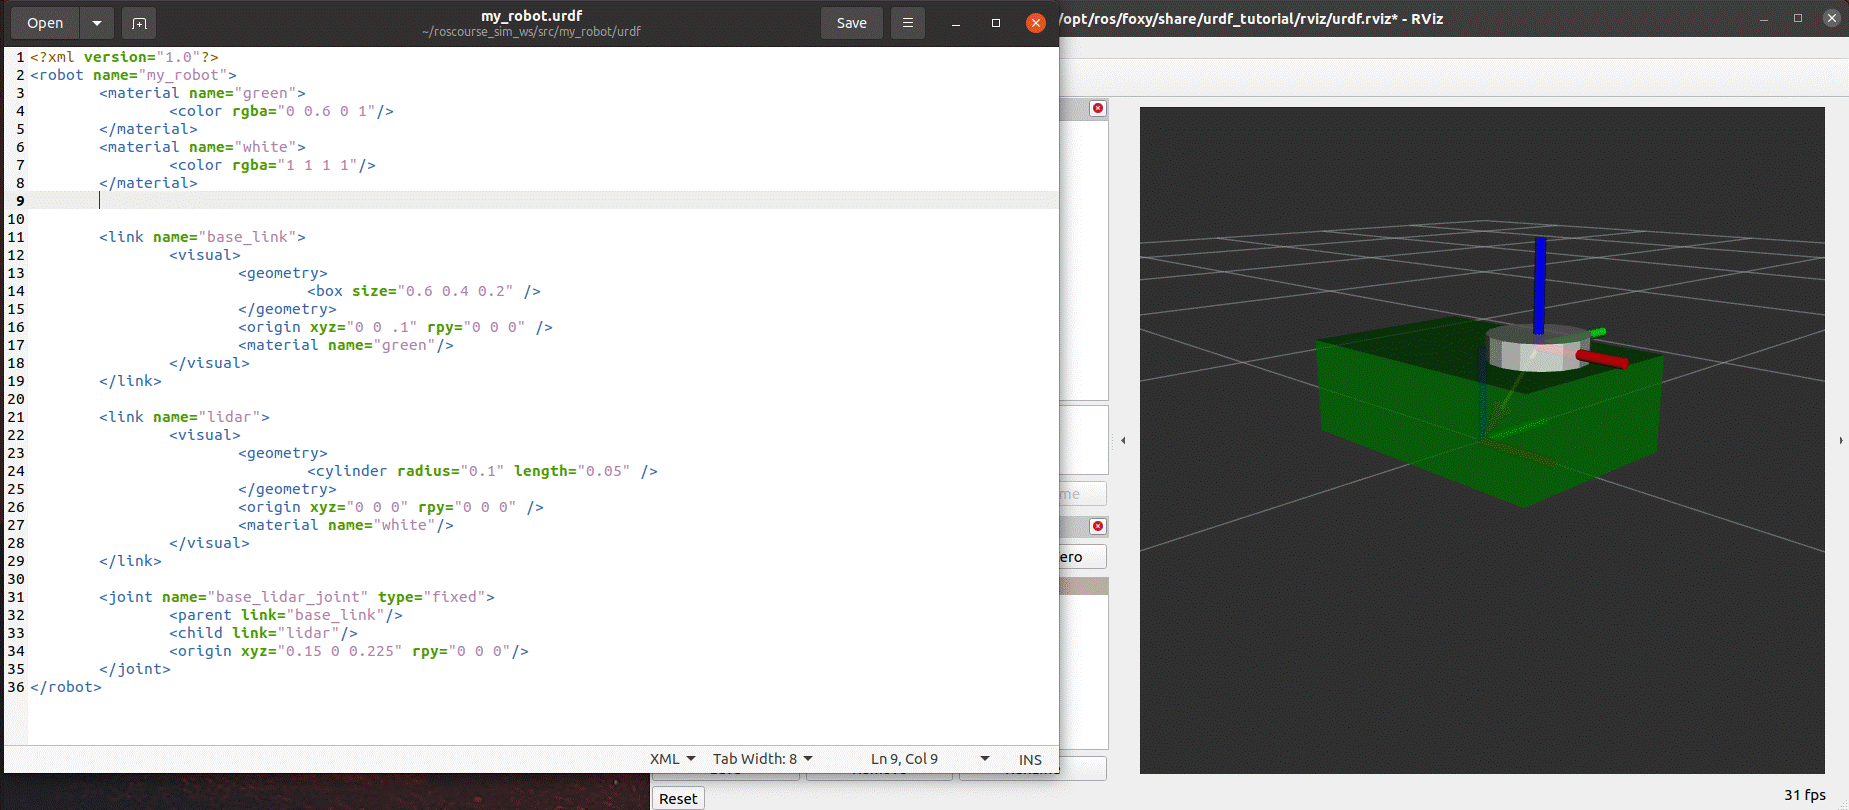 Open
my_robot.urdf
~/roscourse_sim_ws/src/my_robot/urdf
Save
/opt/ros/foxy/share/urdf_tutorial/rviz/urdf.rviz* - RViz
1 <?xml version="1.0"?>
2 <robot name="my_robot">
3 <material name="green">
4 <color rgba="0 0.6 0 1"/>
5 </material>
6 <material name="white">
7 <color rgba="1 1 1 1"/>
8 </material>
9
10
11 <link name="base_link">
12 <visual>
13 <geometry>
14 <box size="0.6 0.4 0.2" />
15 </geometry>
16 <origin xyz="0 0 .1" rpy="0 0 0" />
17 <material name="green"/>
18 </visual>
19 </link>
20
21 <link name="lidar">
22 <visual>
23 <geometry>
24 <cylinder radius="0.1" length="0.05" />
25 </geometry>
26 <origin xyz="0 0 0" rpy="0 0 0" />
27 <material name="white"/>
28 </visual>
29 </link>
30
31 <joint name="base_lidar_joint" type="fixed">
32 <parent link="base_link"/>
33 <child link="lidar"/>
34 <origin xyz="0.15 0 0.225" rpy="0 0 0"/>
35 </joint>
36 </robot>
me
ero
XML
Tab Width: 8
Ln 9, Col 9
INS
Reset
31 fps